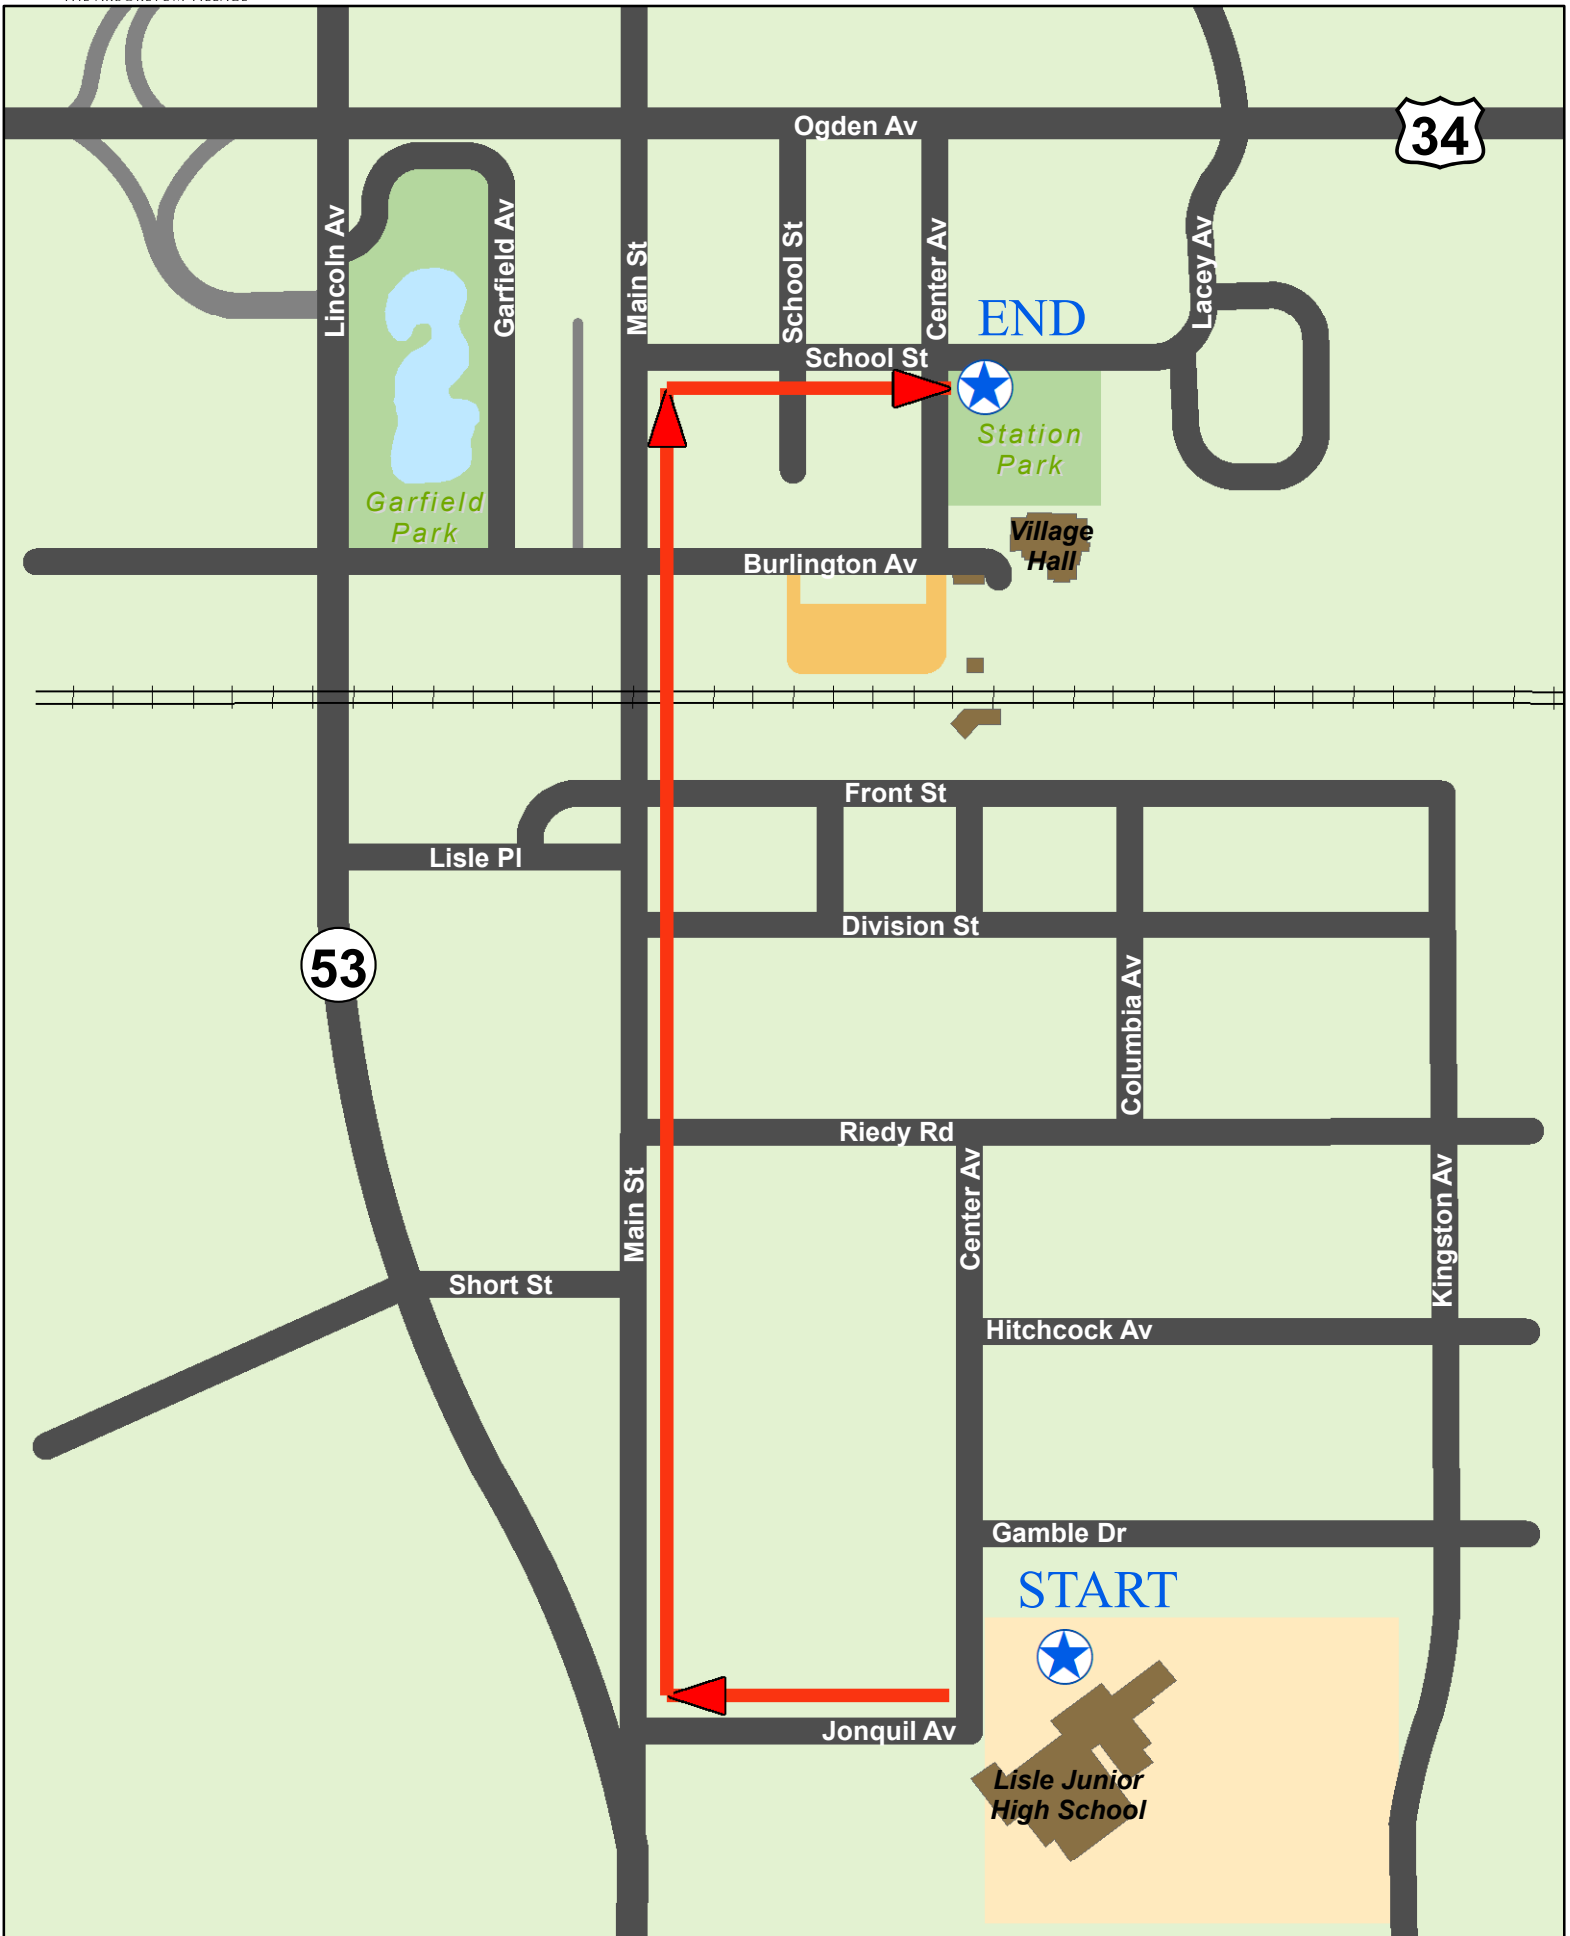 Ogden Av
34
Lincoln Av
Garfield Av
Main St
School St
Center Av
Lacey Av
END
School St
Station
Park
Garfield
Park
Village
Hall
Burlington Av
Front St
Lisle Pl
Division St
53
Columbia Av
Riedy Rd
Main St
Center Av
Kingston Av
Short St
Hitchcock Av
Gamble Dr
START
Jonquil Av
Lisle Junior
High School